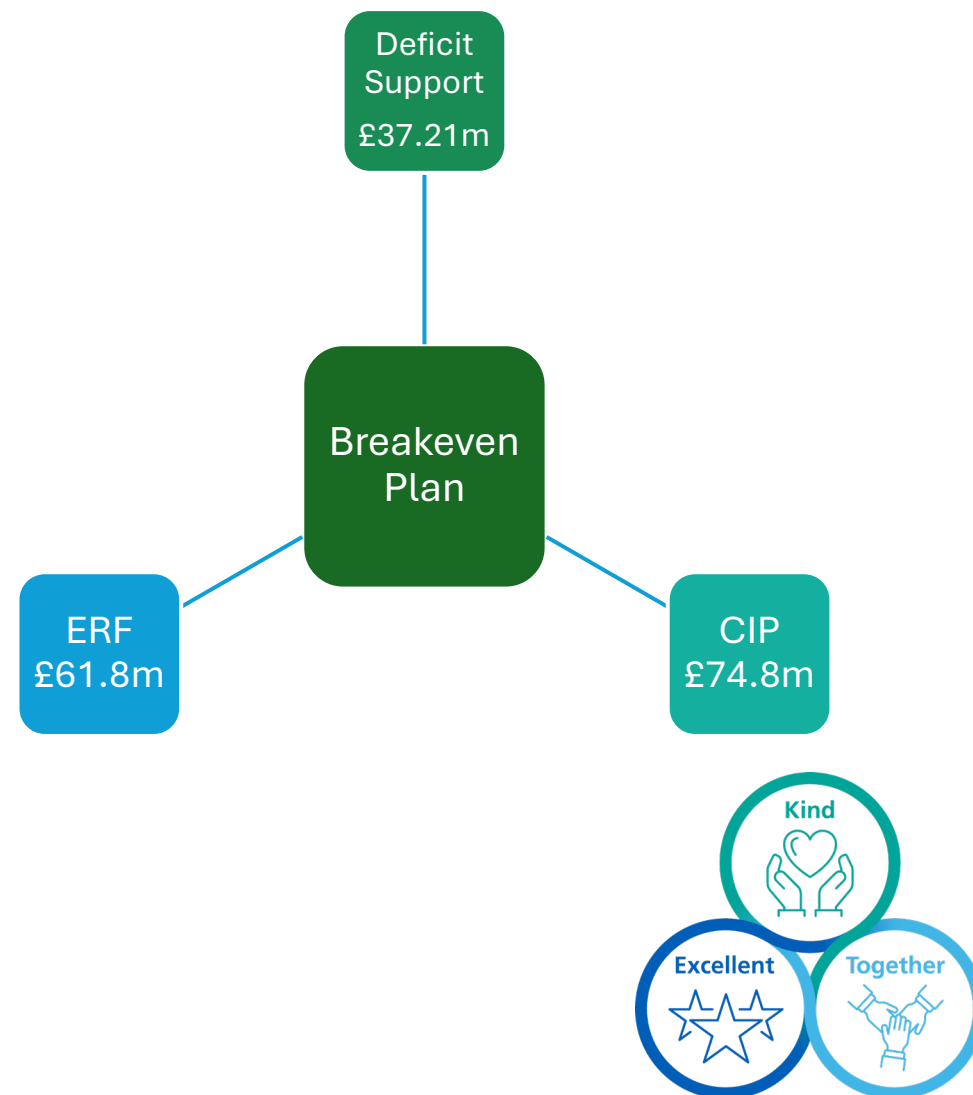 Deficit
Support
£37.21m
Breakeven
Plan
ERF
£61.8m
CIP
£74.8m
Kind
Excellent
Together